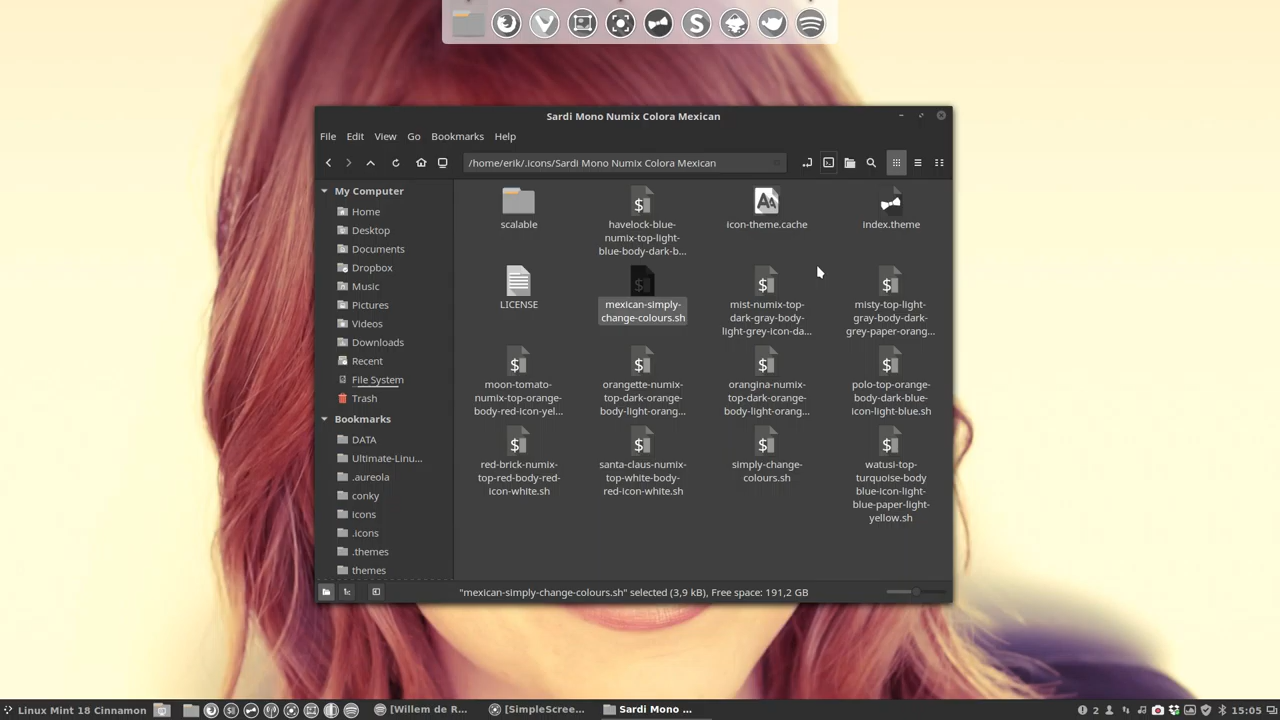 Sardi Mono Numix Colora Mexican
File Edit View Go Bookmarks Help
/home/erik/.icons/Sardi Mono Numix Colora Mexican
My Computer
Home
Desktop
Documents
Dropbox
Music
Pictures
Videos
Downloads
Recent
File System
Trash
Bookmarks
DATA
Ultimate-Linu...
.aureola
conky
icons
.icons
.themes
themes
scalable
havelock-blue-
numix-top-light-
blue-body-dark-b...
icon-theme.cache
index.theme
LICENSE
mexican-simply-
change-colours.sh
mist-numix-top-
dark-gray-body-
light-grey-icon-da...
misty-top-light-
gray-body-dark-
grey-paper-orang...
moon-tomato-
numix-top-orange-
body-red-icon-yel...
orangette-numix-
top-dark-orange-
body-light-orang...
orangina-numix-
top-dark-orange-
body-light-orang...
polo-top-orange-
body-dark-blue-
icon-light-blue.sh
red-brick-numix-
top-red-body-red-
icon-white.sh
santa-claus-numix-
top-white-body-
red-icon-white.sh
simply-change-
colours.sh
watusi-top-
turquoise-body
blue-icon-light-
blue-paper-light-
yellow.sh
"mexican-simply-change-colours.sh" selected (3,9 kB), Free space: 191,2 GB
Linux Mint 18 Cinnamon
[Willem de R...
[SimpleScree...
Sardi Mono ...
2
15:05